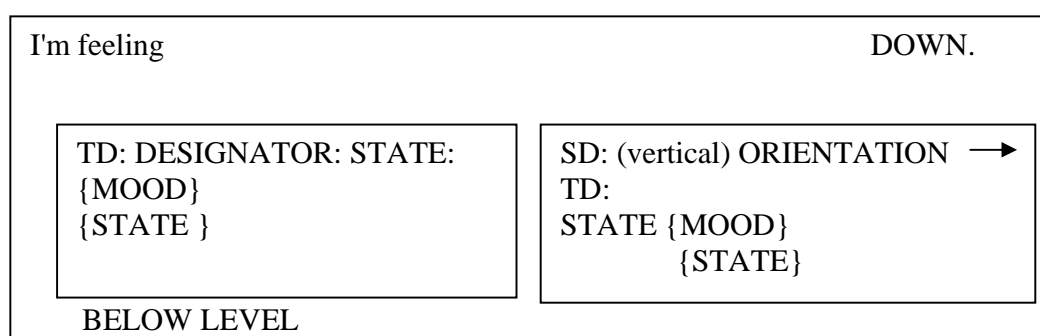 I'm feeling DOWN.
TD: DESIGNATOR: STATE:
{MOOD}
{STATE }
SD: (vertical) ORIENTATION →
TD:
STATE {MOOD}
{STATE}
BELOW LEVEL